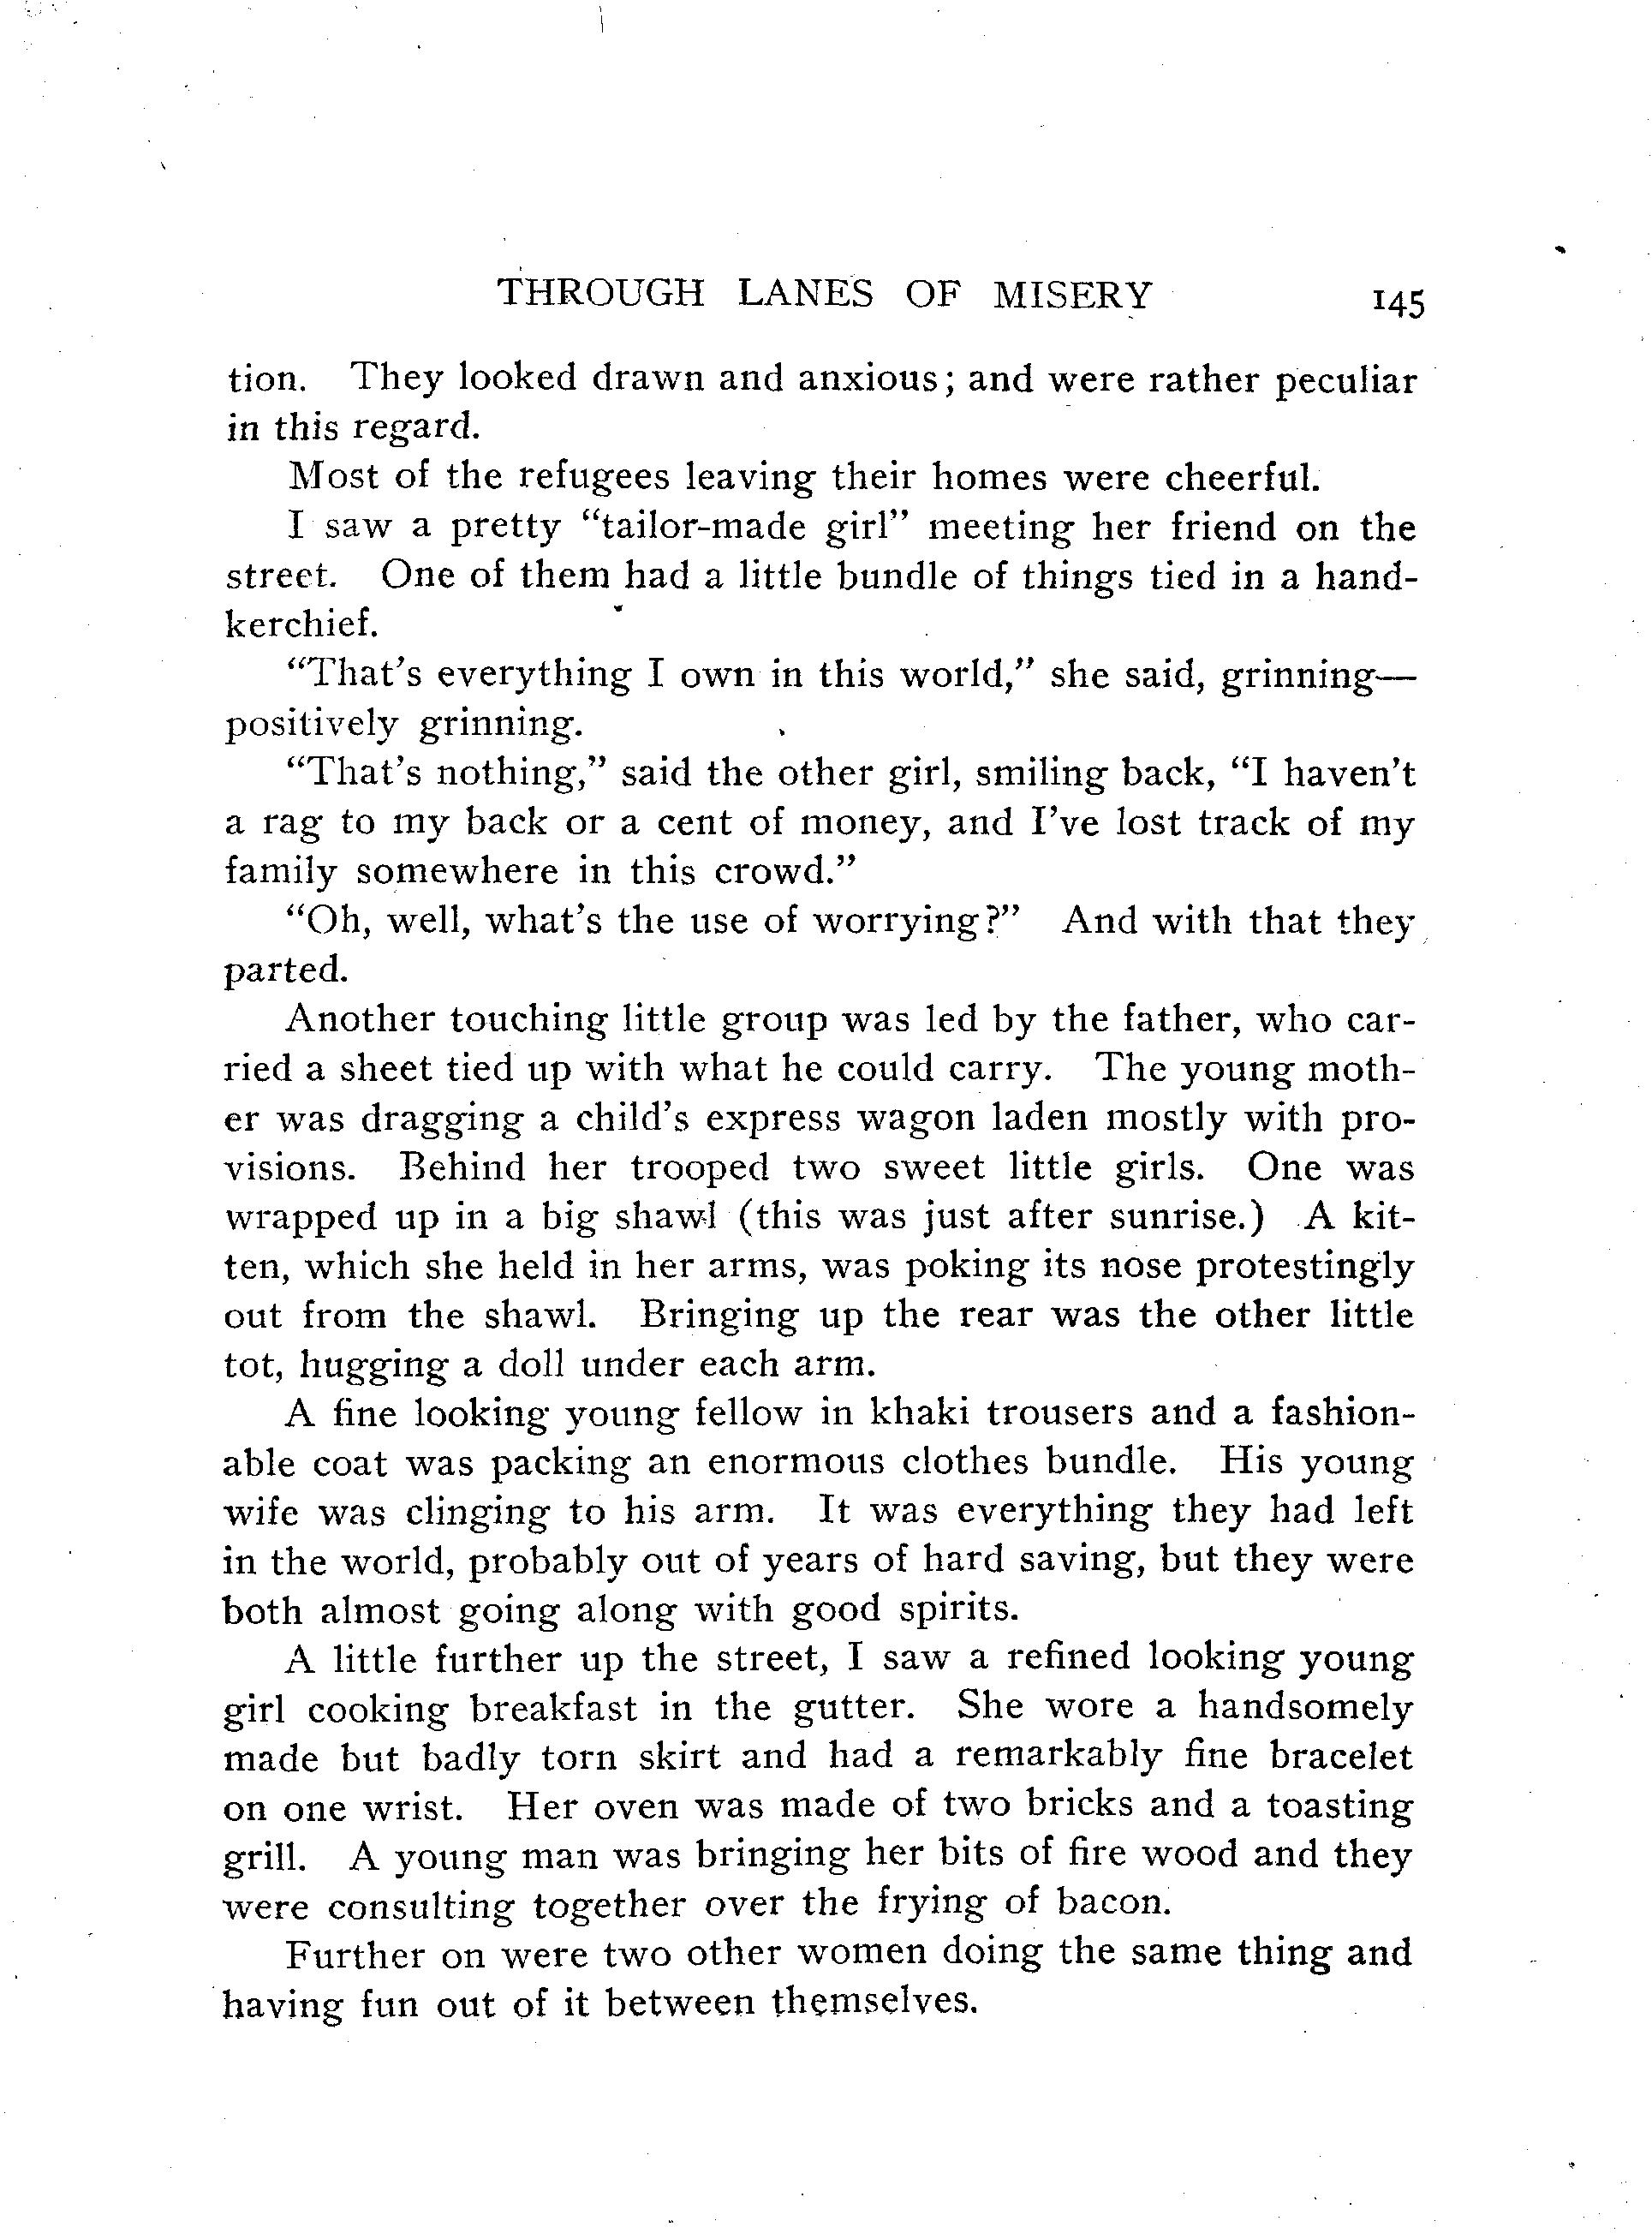 THROUGH LANES OF MISERY 145
tion. They looked drawn and anxious; and were rather peculiar
in this regard.
Most of the refugees leaving their homes were cheerful.
I saw a pretty “tailor-made girl” meeting her friend on the
street. One of them had a little bundle of things tied in a hand-
kerchief.
“That’s everything I own in this world,” she said, grinning—
positively grinning.
“That’s nothing,” said the other girl, smiling back, “I haven’t
a rag to my back or a cent of money, and I’ve lost track of my
family somewhere in this crowd.”
“Oh, well, what’s the use of worrying?” And with that they
parted.
Another touching little group was led by the father, who car-
ried a sheet tied up with what he could carry. The young moth-
er was dragging a child’s express wagon laden mostly with pro-
visions. Behind her trooped two sweet little girls. One was
wrapped up in a big shawl (this was just after sunrise.) A kit-
ten, which she held in her arms, was poking its nose protestingly
out from the shawl. Bringing up the rear was the other little
tot, hugging a doll under each arm.
A fine looking young fellow in khaki trousers and a fashion-
able coat was packing an enormous clothes bundle. His young
wife was clinging to his arm. It was everything they had left
in the world, probably out of years of hard saving, but they were
both almost going along with good spirits.
A little further up the street, I saw a refined looking young
girl cooking breakfast in the gutter. She wore a handsomely
made but badly torn skirt and had a remarkably fine bracelet
on one wrist. Her oven was made of two bricks and a toasting
grill. A young man was bringing her bits of fire wood and they
were consulting together over the frying of bacon.
Further on were two other women doing the same thing and
having fun out of it between themselves.